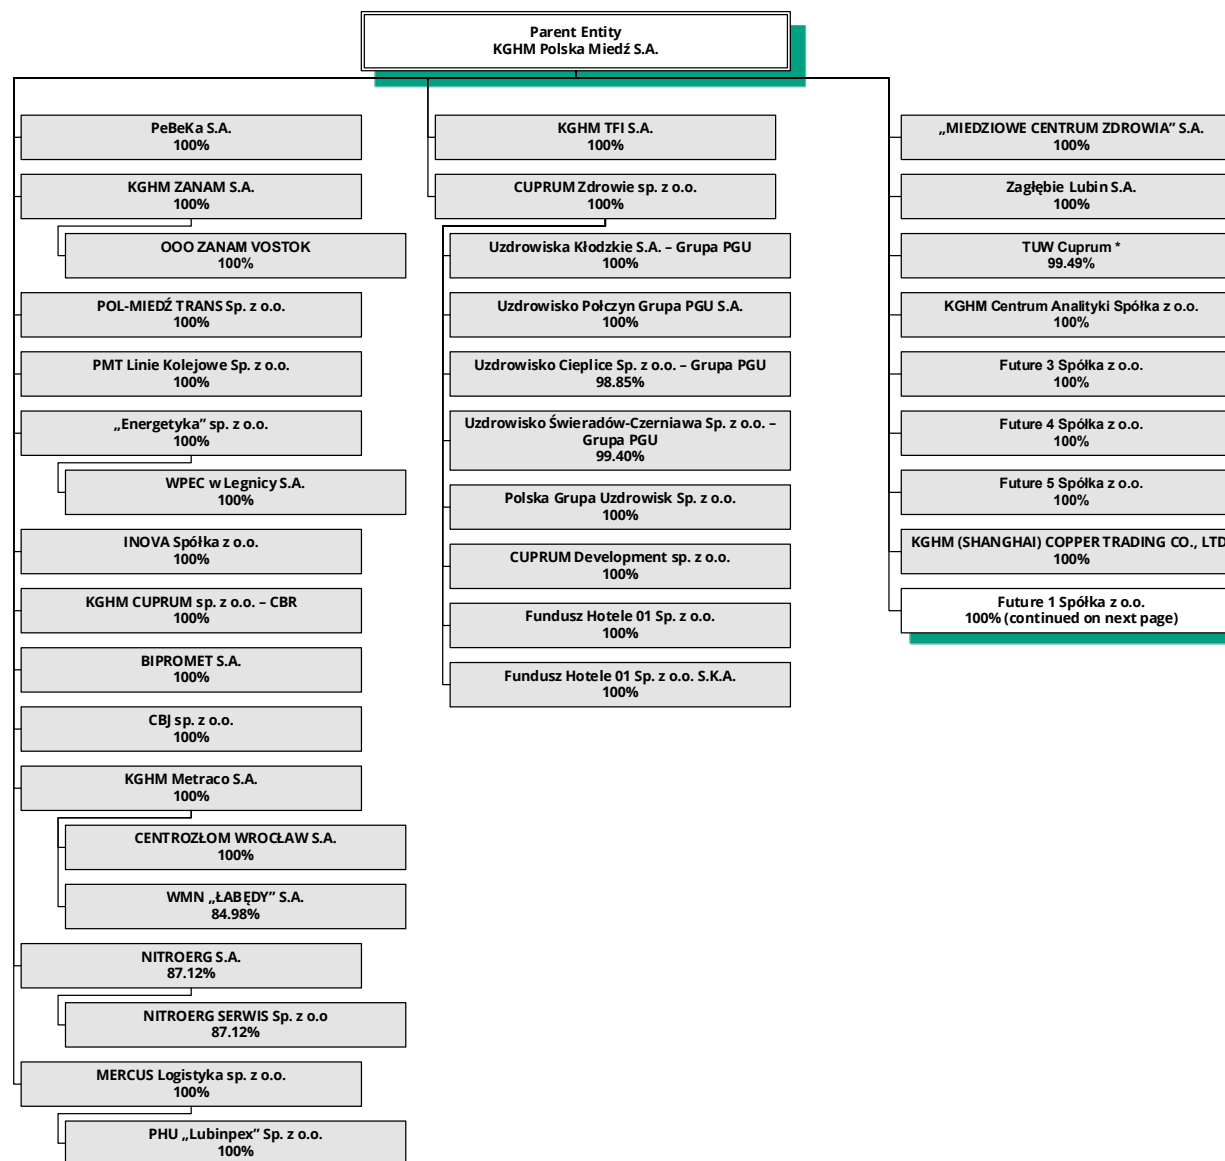 Parent Entity
KGHM Polska Miedź S.A.
PeBeKa S.A.
100%
KGHM ZANAM S.A.
100%
OOO ZANAM VOSTOK
100%
POL-MIEDŹ TRANS Sp. z o.o.
100%
PMT Linie Kolejowe Sp. z o.o.
100%
„Energetyka” sp. z o.o.
100%
WPEC w Legnicy S.A.
100%
INOVA Spółka z o.o.
100%
KGHM CUPRUM sp. z o.o. – CBR
100%
BIPROMET S.A.
100%
CBJ sp. z o.o.
100%
KGHM Metraco S.A.
100%
CENTROZŁOM WROCŁAW S.A.
100%
WMN „ŁABĘDY” S.A.
84.98%
NITROERG S.A.
87.12%
NITROERG SERWIS Sp. z o.o
87.12%
MERCUS Logistyka sp. z o.o.
100%
PHU „Lubinpex” Sp. z o.o.
100%
KGHM TFI S.A.
100%
CUPRUM Zdrowie sp. z o.o.
100%
Uzdrowiska Kłodzkie S.A. – Grupa PGU
100%
Uzdrowisko Połczyn Grupa PGU S.A.
100%
Uzdrowisko Cieplice Sp. z o.o. – Grupa PGU
98.85%
Uzdrowisko Świeradów-Czerniawa Sp. z o.o. –
Grupa PGU
99.40%
Polska Grupa Uzdrowisk Sp. z o.o.
100%
CUPRUM Development sp. z o.o.
100%
Fundusz Hotele 01 Sp. z o.o.
100%
Fundusz Hotele 01 Sp. z o.o. S.K.A.
100%
„MIEDZIOWE CENTRUM ZDROWIA” S.A.
100%
Zagłębie Lubin S.A.
100%
TUW Cuprum *
99.49%
KGHM Centrum Analityki Spółka z o.o.
100%
Future 3 Spółka z o.o.
100%
Future 4 Spółka z o.o.
100%
Future 5 Spółka z o.o.
100%
KGHM (SHANGHAI) COPPER TRADING CO., LTD
100%
Future 1 Spółka z o.o.
100% (continued on next page)